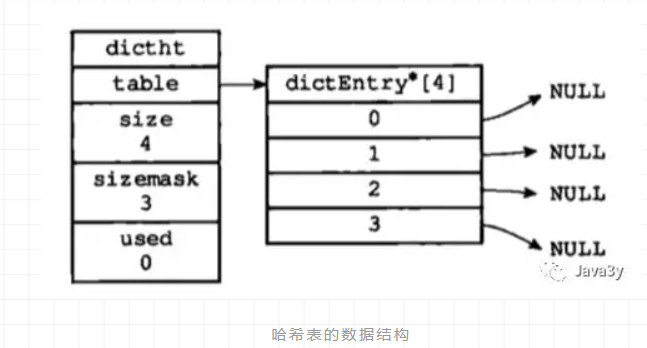 dictht
table
size
4
sizemask
3
used
0
dictEntry*[4]
0
1
2
3
NULL
NULL
NULL
NULL
Java3y
哈希表的数据结构